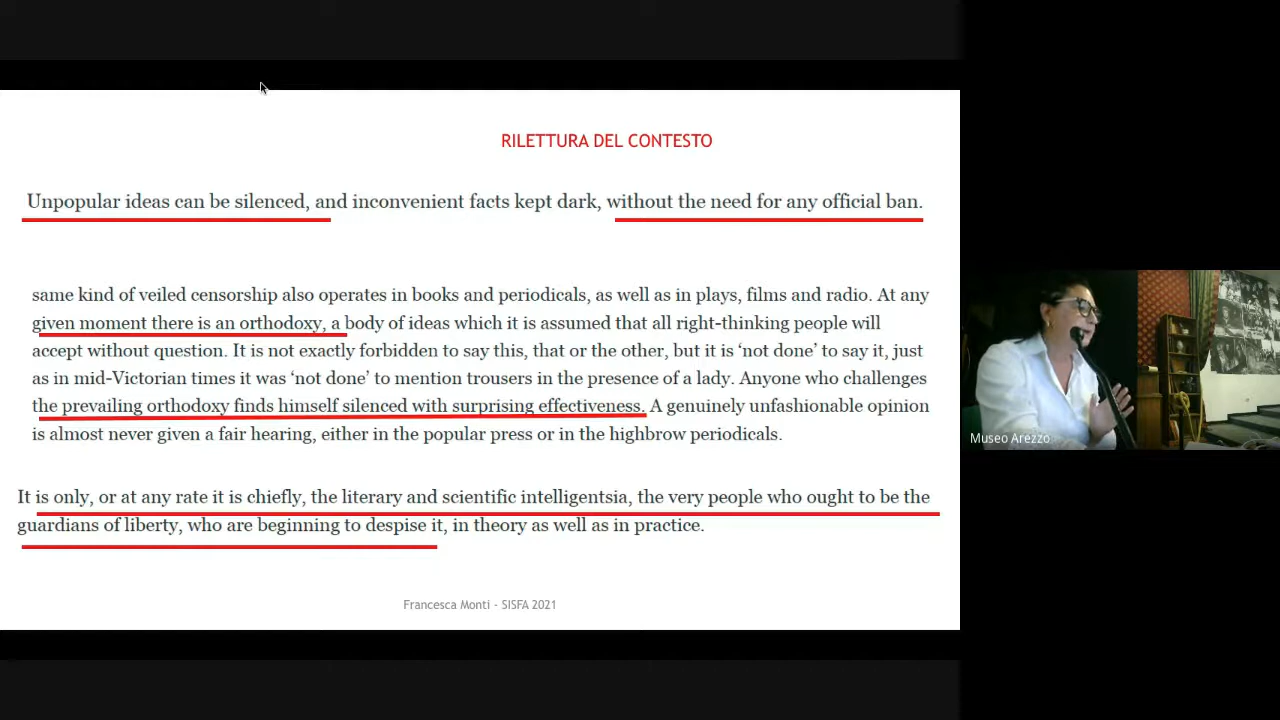 RILETTURA DEL CONTESTO
Unpopular ideas can be silenced, and inconvenient facts kept dark, without the need for any official ban.
same kind of veiled censorship also operates in books and periodicals, as well as in plays, films and radio. At any
given moment there is an orthodoxy, a body of ideas which it is assumed that all right-thinking people will
accept without question. It is not exactly forbidden to say this, that or the other, but it is ‘not done’ to say it, just
as in mid-Victorian times it was ‘not done’ to mention trousers in the presence of a lady. Anyone who challenges
the prevailing orthodoxy finds himself silenced with surprising effectiveness. A genuinely unfashionable opinion
is almost never given a fair hearing, either in the popular press or in the highbrow periodicals.
It is only, or at any rate it is chiefly, the literary and scientific intelligentsia, the very people who ought to be the
guardians of liberty, who are beginning to despise it, in theory as well as in practice.
Francesca Monti - SISFA 2021
Museo Arezzo